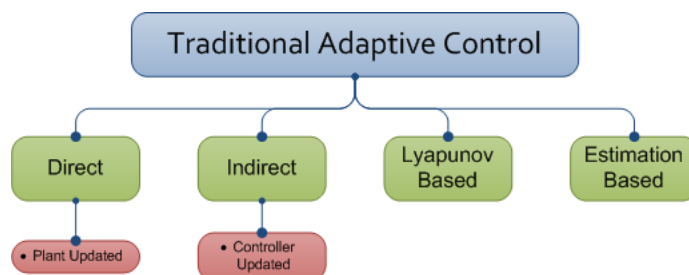 Traditional Adaptive Control
Direct
Indirect
Lyapunov
Based
Estimation
Based
• Plant Updated
• Controller
Updated